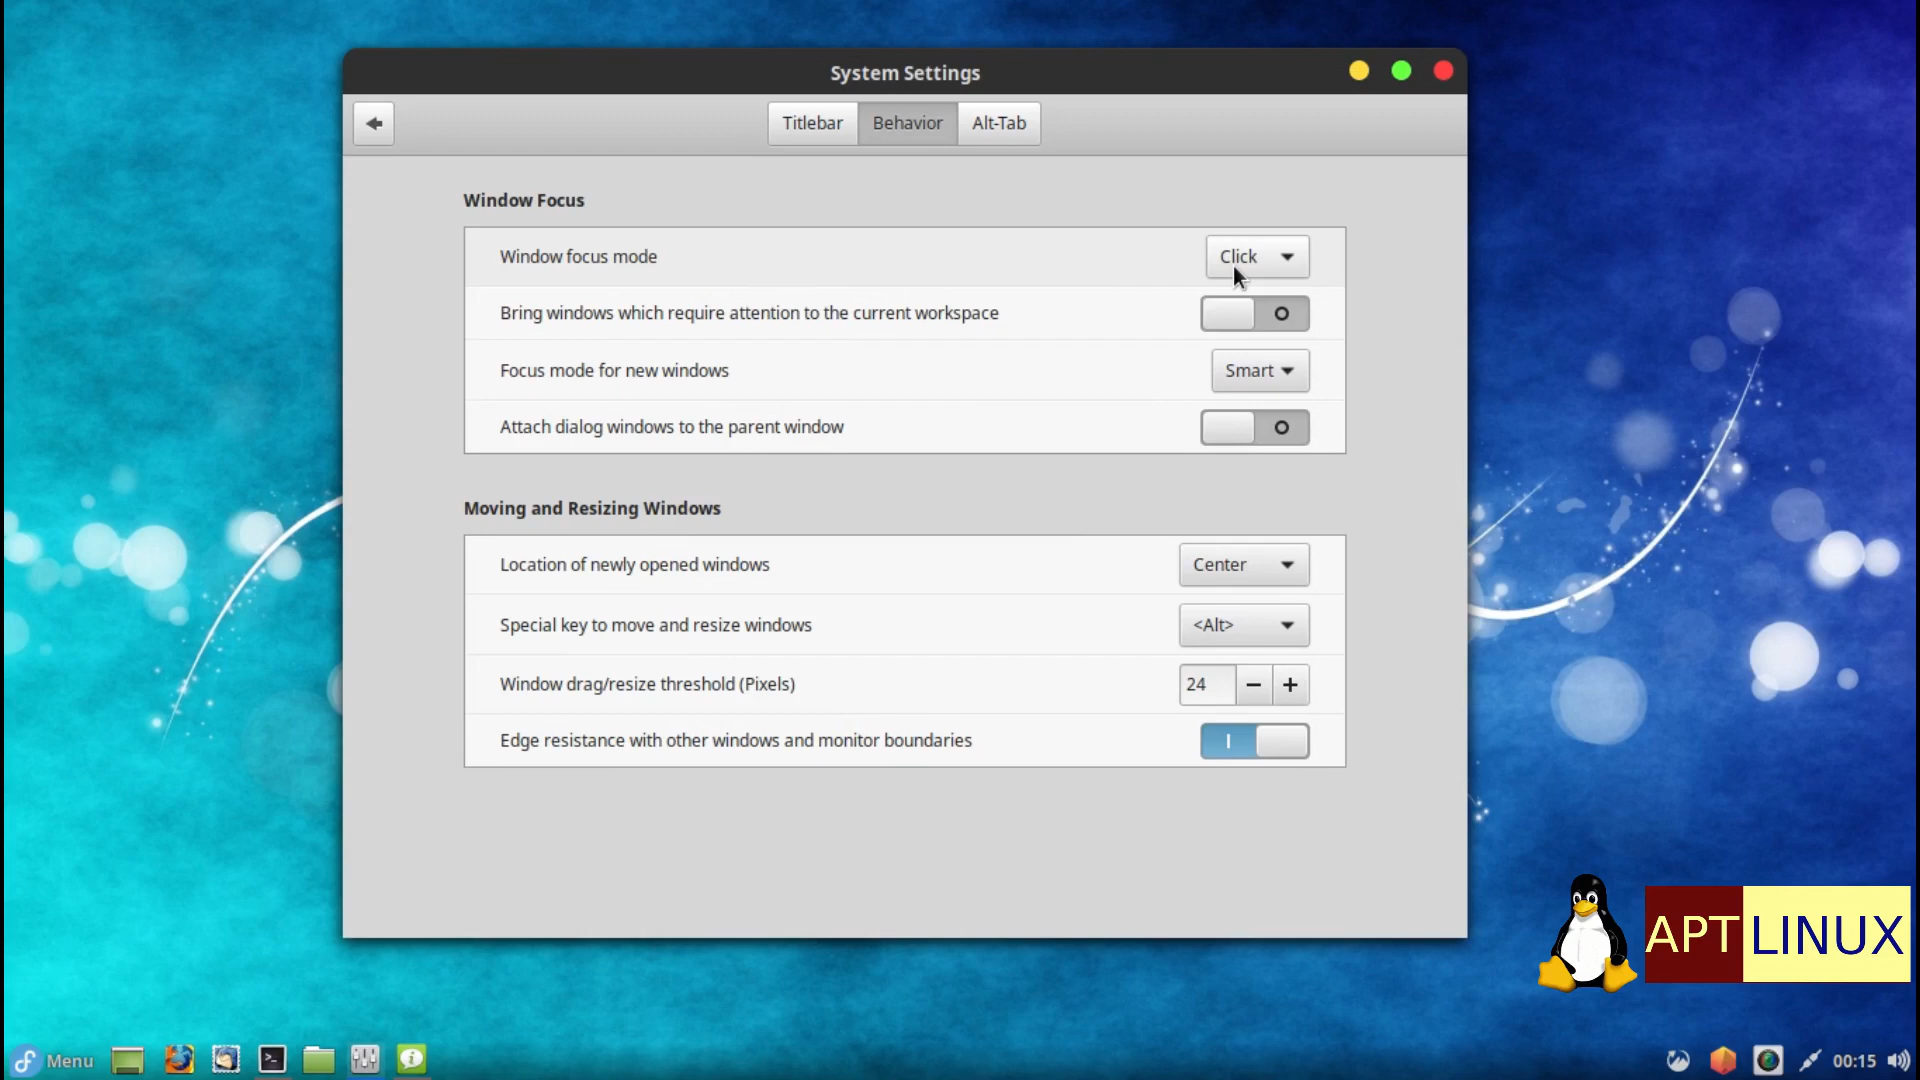 System Settings
Titlebar Behavior Alt-Tab
Window Focus
Window focus mode Click
Bring windows which require attention to the current workspace
Focus mode for new windows Smart
Attach dialog windows to the parent window
Moving and Resizing Windows
Location of newly opened windows Center
Special key to move and resize windows <Alt>
Window drag/resize threshold (Pixels) 24 − +
Edge resistance with other windows and monitor boundaries
APT LINUX
Menu 00:15